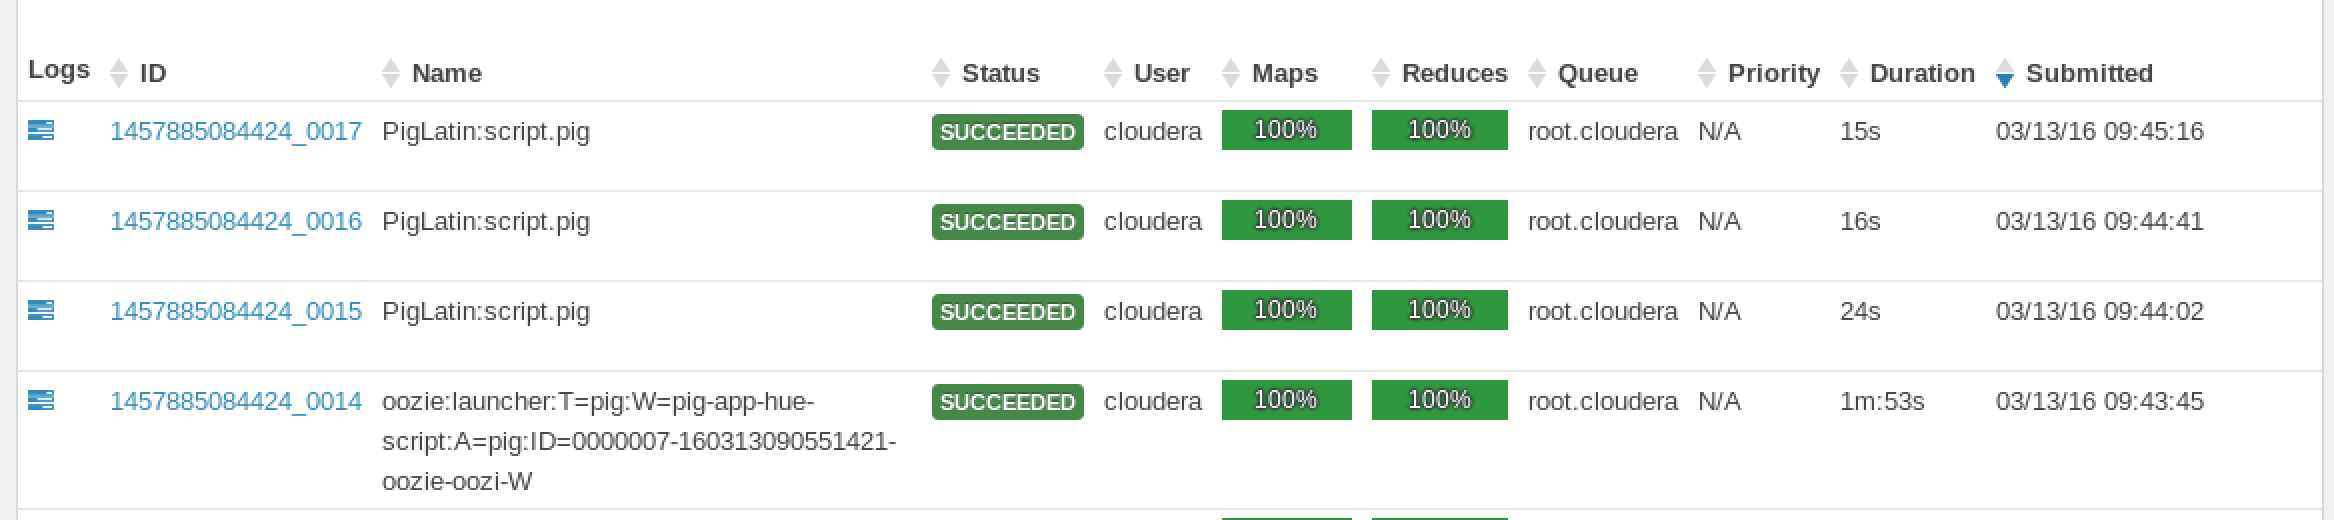 Logs ID Name Status User Maps Reduces Queue Priority Duration Submitted
1457885084424_0017 PigLatin:script.pig SUCCEEDED cloudera 100% 100% root.cloudera N/A 15s 03/13/16 09:45:16
1457885084424_0016 PigLatin:script.pig SUCCEEDED cloudera 100% 100% root.cloudera N/A 16s 03/13/16 09:44:41
1457885084424_0015 PigLatin:script.pig SUCCEEDED cloudera 100% 100% root.cloudera N/A 24s 03/13/16 09:44:02
1457885084424_0014 oozie:launcher:T=pig:W=pig-app-hue- SUCCEEDED cloudera 100% 100% root.cloudera N/A 1m:53s 03/13/16 09:43:45
script:A=pig:ID=0000007-160313090551421-
oozie-oozi-W